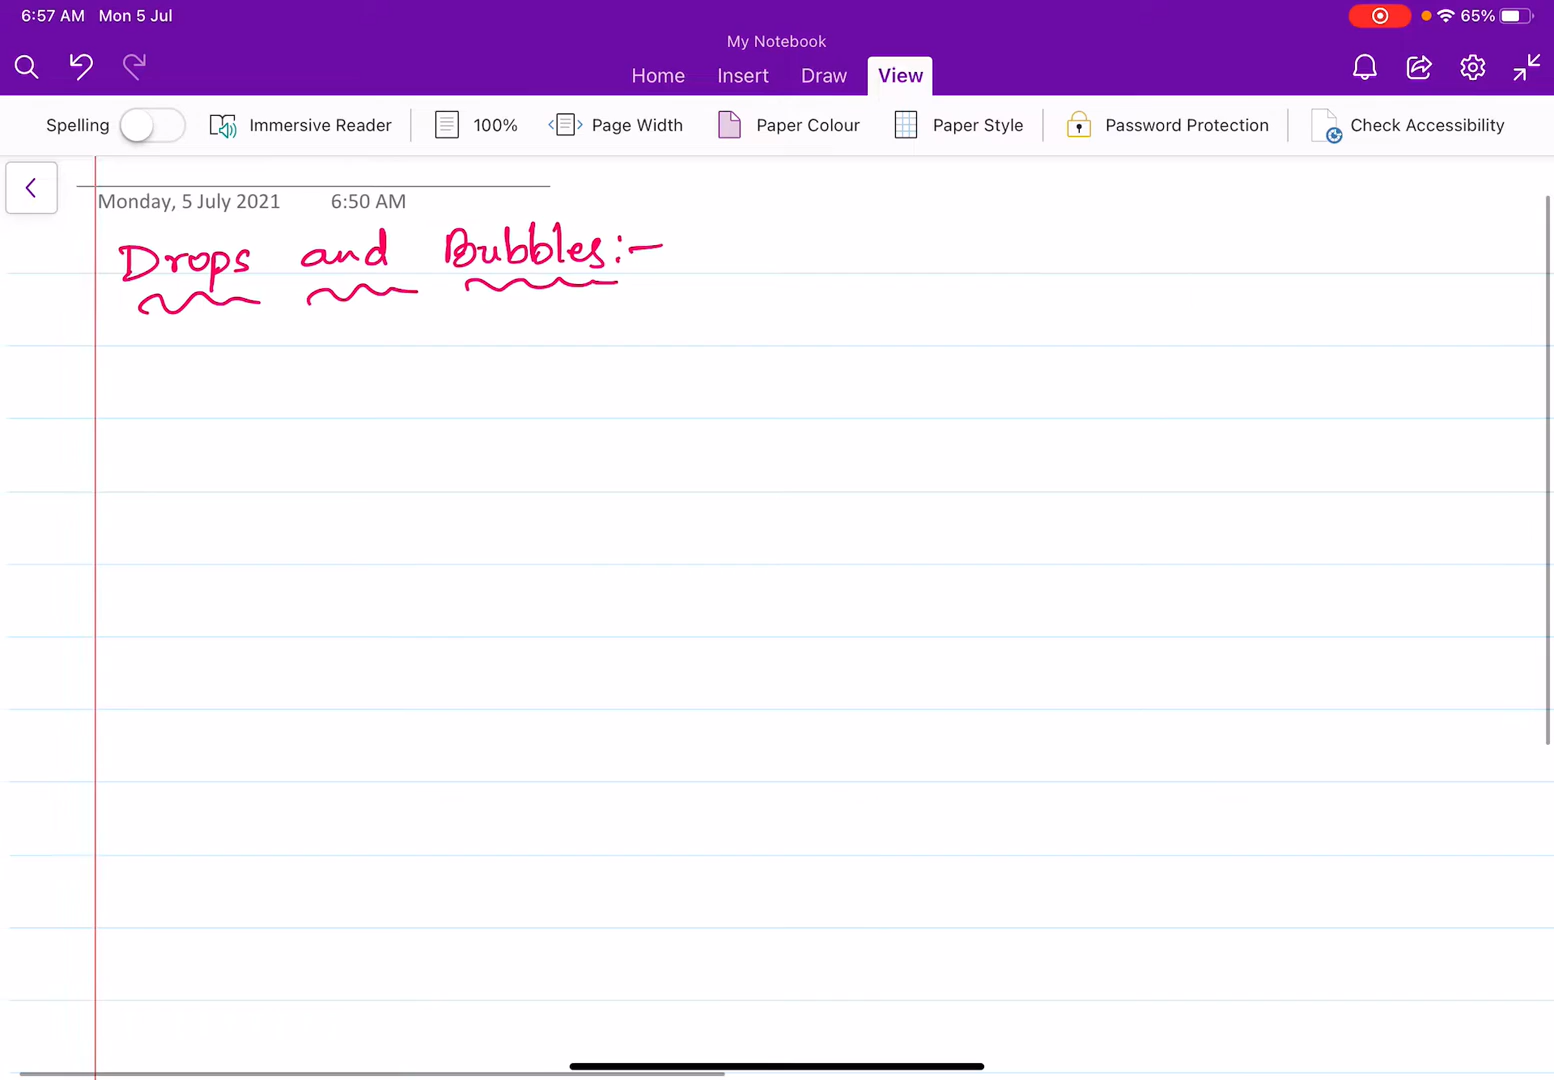 6:57 AM Mon 5 Jul 65%
My Notebook
Home Insert Draw View
Spelling Immersive Reader 100% Page Width Paper Colour Paper Style Password Protection Check Accessibility
Monday, 5 July 2021 6:50 AM
Drops and Bubbles:-